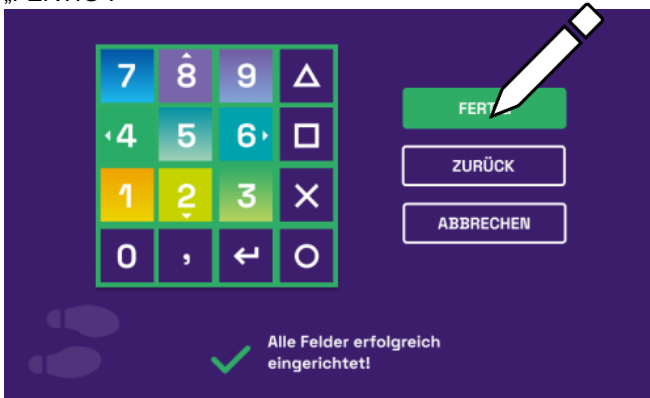 7 8 9 △
4 5 6 □
1 2 3 ×
0 , ↵ ○
FERTIG
ZURÜCK
ABBRECHEN
Alle Felder erfolgreich
eingerichtet!